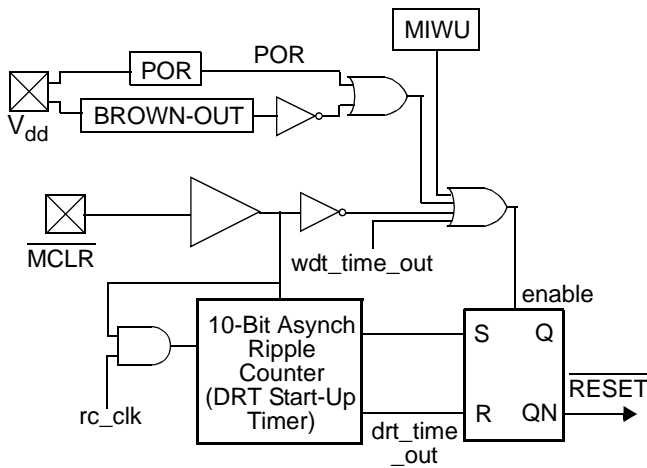 MIWU
POR
POR
BROWN-OUT
Vdd
MCLR
wdt_time_out
enable
10-Bit Asynch
Ripple
Counter
(DRT Start-Up
Timer)
S Q
RESET
rc_clk
R QN
drt_time
_out